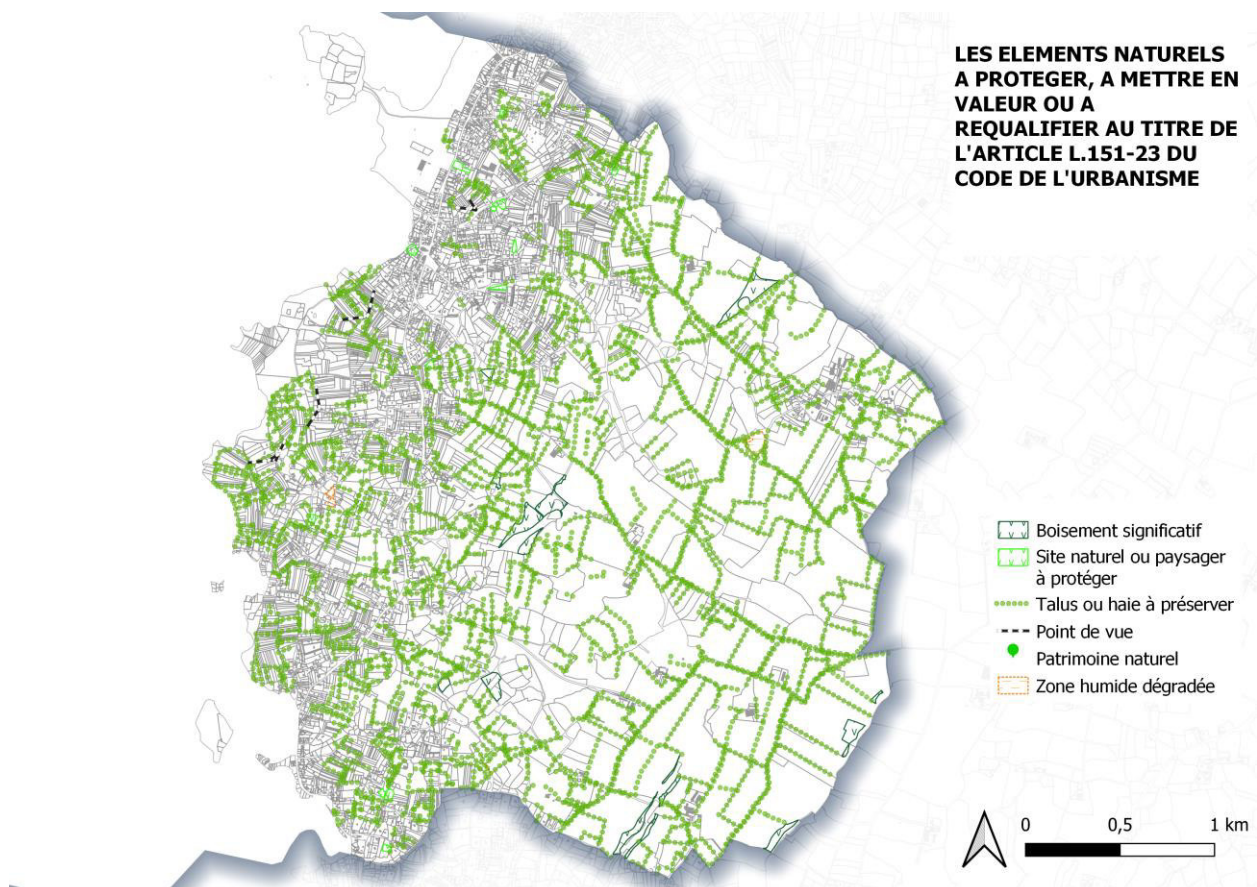 LES ELEMENTS NATURELS
A PROTEGER, A METTRE EN
VALEUR OU A
REQUALIFIER AU TITRE DE
L'ARTICLE L.151-23 DU
CODE DE L'URBANISME
Boisement significatif
Site naturel ou paysager
à protéger
Talus ou haie à préserver
Point de vue
Patrimoine naturel
Zone humide dégradée
0 0,5 1 km